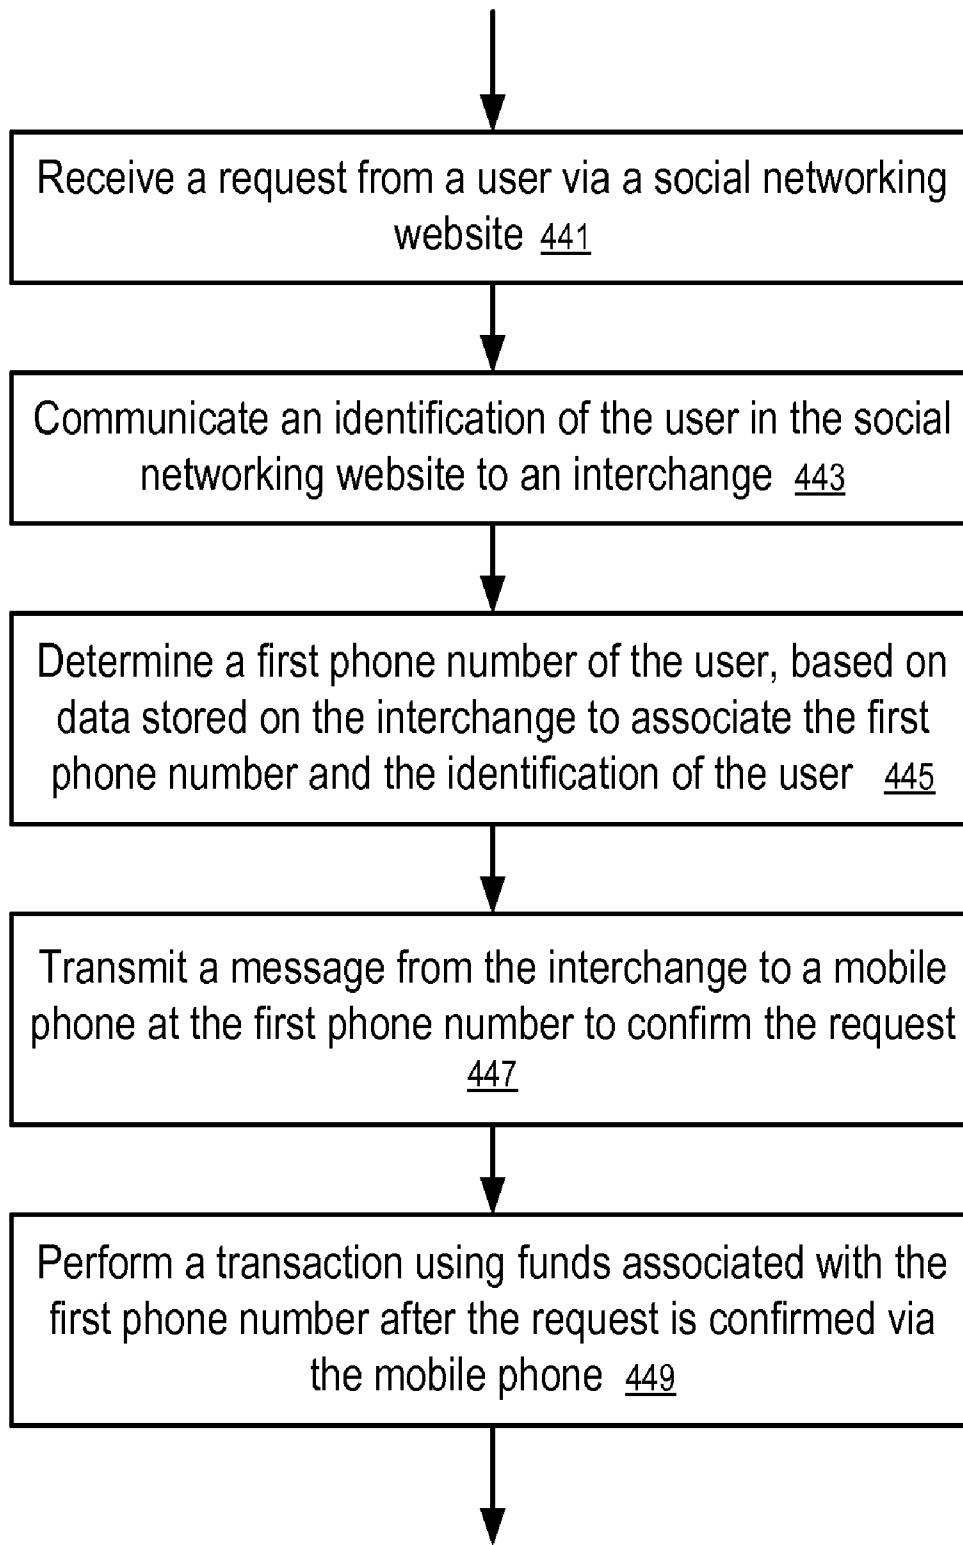 Receive a request from a user via a social networking
website 441
Communicate an identification of the user in the social
networking website to an interchange 443
Determine a first phone number of the user, based on
data stored on the interchange to associate the first
phone number and the identification of the user 445
Transmit a message from the interchange to a mobile
phone at the first phone number to confirm the request
447
Perform a transaction using funds associated with the
first phone number after the request is confirmed via
the mobile phone 449